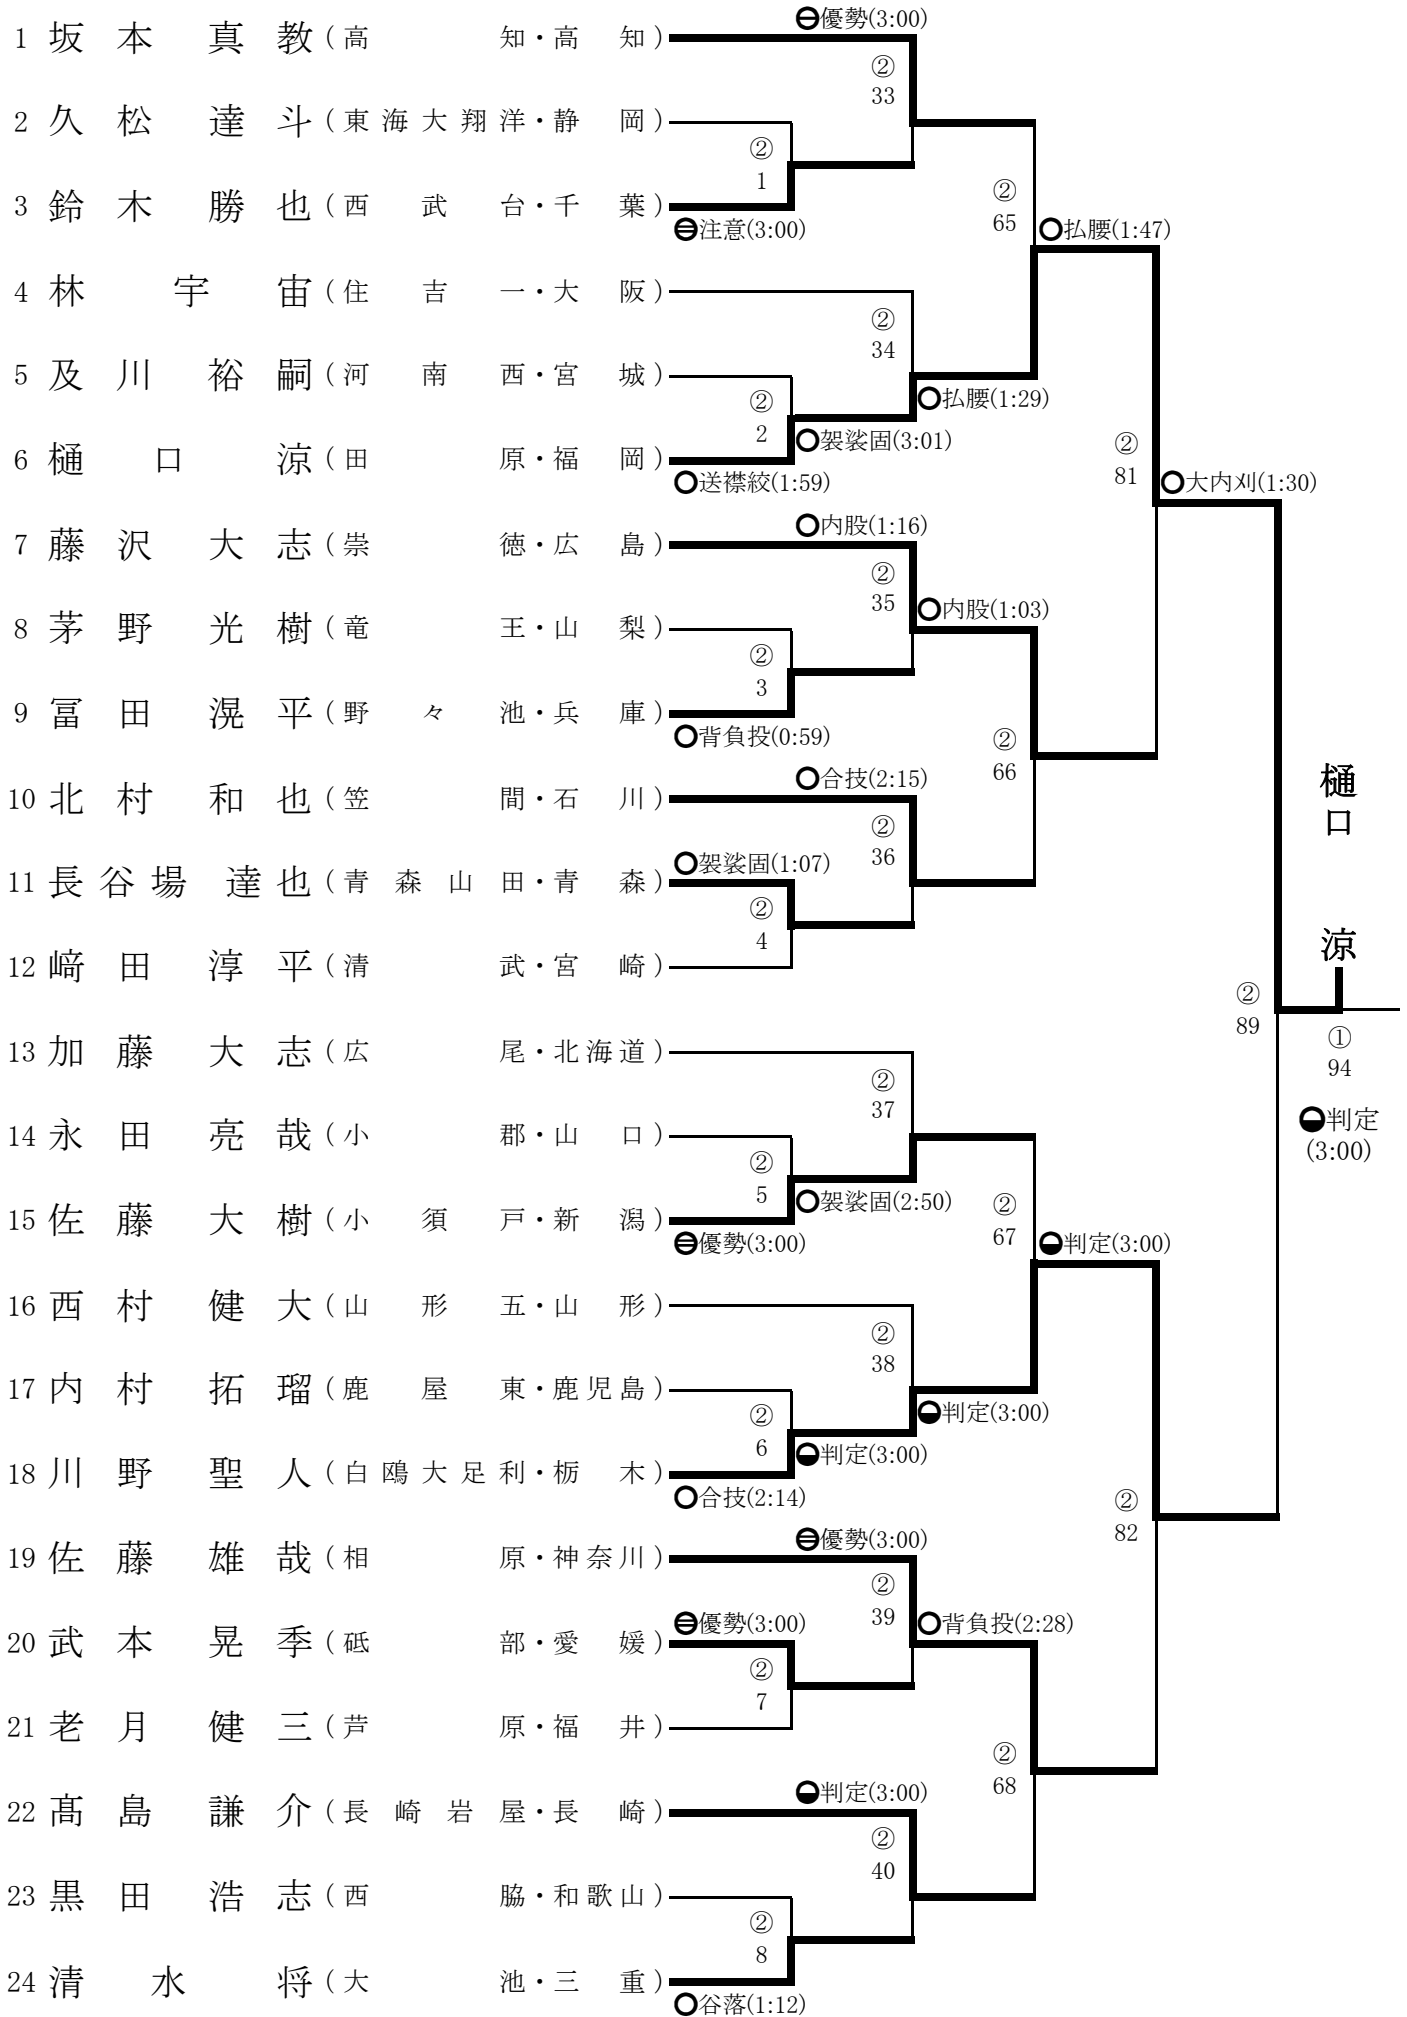 1 坂本 真教（高知・高知） ⊖優勢(3:00)
② 33
2 久松 達斗（東海大翔洋・静岡）
② 1
3 鈴木 勝也（西武台・千葉）
② 65
注意(3:00)
○払腰(1:47)
4 林 宇宙（住吉一・大阪）
② 34
5 及川 裕嗣（河南西・宮城）
○払腰(1:29)
② 2
○袈裟固(3:01)
② 81
6 樋口 涼（田原・福岡）
○送襟絞(1:59)
○大内刈(1:30)
7 藤沢 大志（崇徳・広島） ○内股(1:16)
② 35
○内股(1:03)
8 茅野 光樹（竜王・山梨）
② 3
9 冨田 滉平（野々池・兵庫）
○背負投(0:59)
② 66
樋口 涼
10 北村 和也（笠間・石川） ○合技(2:15)
② 36
○袈裟固(1:07)
11 長谷場 達也（青森山田・青森）
② 4
12 﨑田 淳平（清武・宮崎）
② 89
① 94
13 加藤 大志（広尾・北海道）
② 37
◒判定
(3:00)
14 永田 亮哉（小郡・山口）
② 5
○袈裟固(2:50)
15 佐藤 大樹（小須戸・新潟）
② 67
優勢(3:00)
◒判定(3:00)
16 西村 健大（山形五・山形）
② 38
17 内村 拓瑠（鹿屋東・鹿児島）
◒判定(3:00)
② 6
◒判定(3:00)
18 川野 聖人（白鴎大足利・栃木）
○合技(2:14)
② 82
19 佐藤 雄哉（相原・神奈川） ⊖優勢(3:00)
② 39
優勢(3:00)
○背負投(2:28)
20 武本 晃季（砥部・愛媛）
② 7
21 老月 健三（芦原・福井）
② 68
22 髙島 謙介（長崎岩屋・長崎） ◒判定(3:00)
② 40
23 黒田 浩志（西脇・和歌山）
② 8
24 清水 将（大池・三重）
○谷落(1:12)